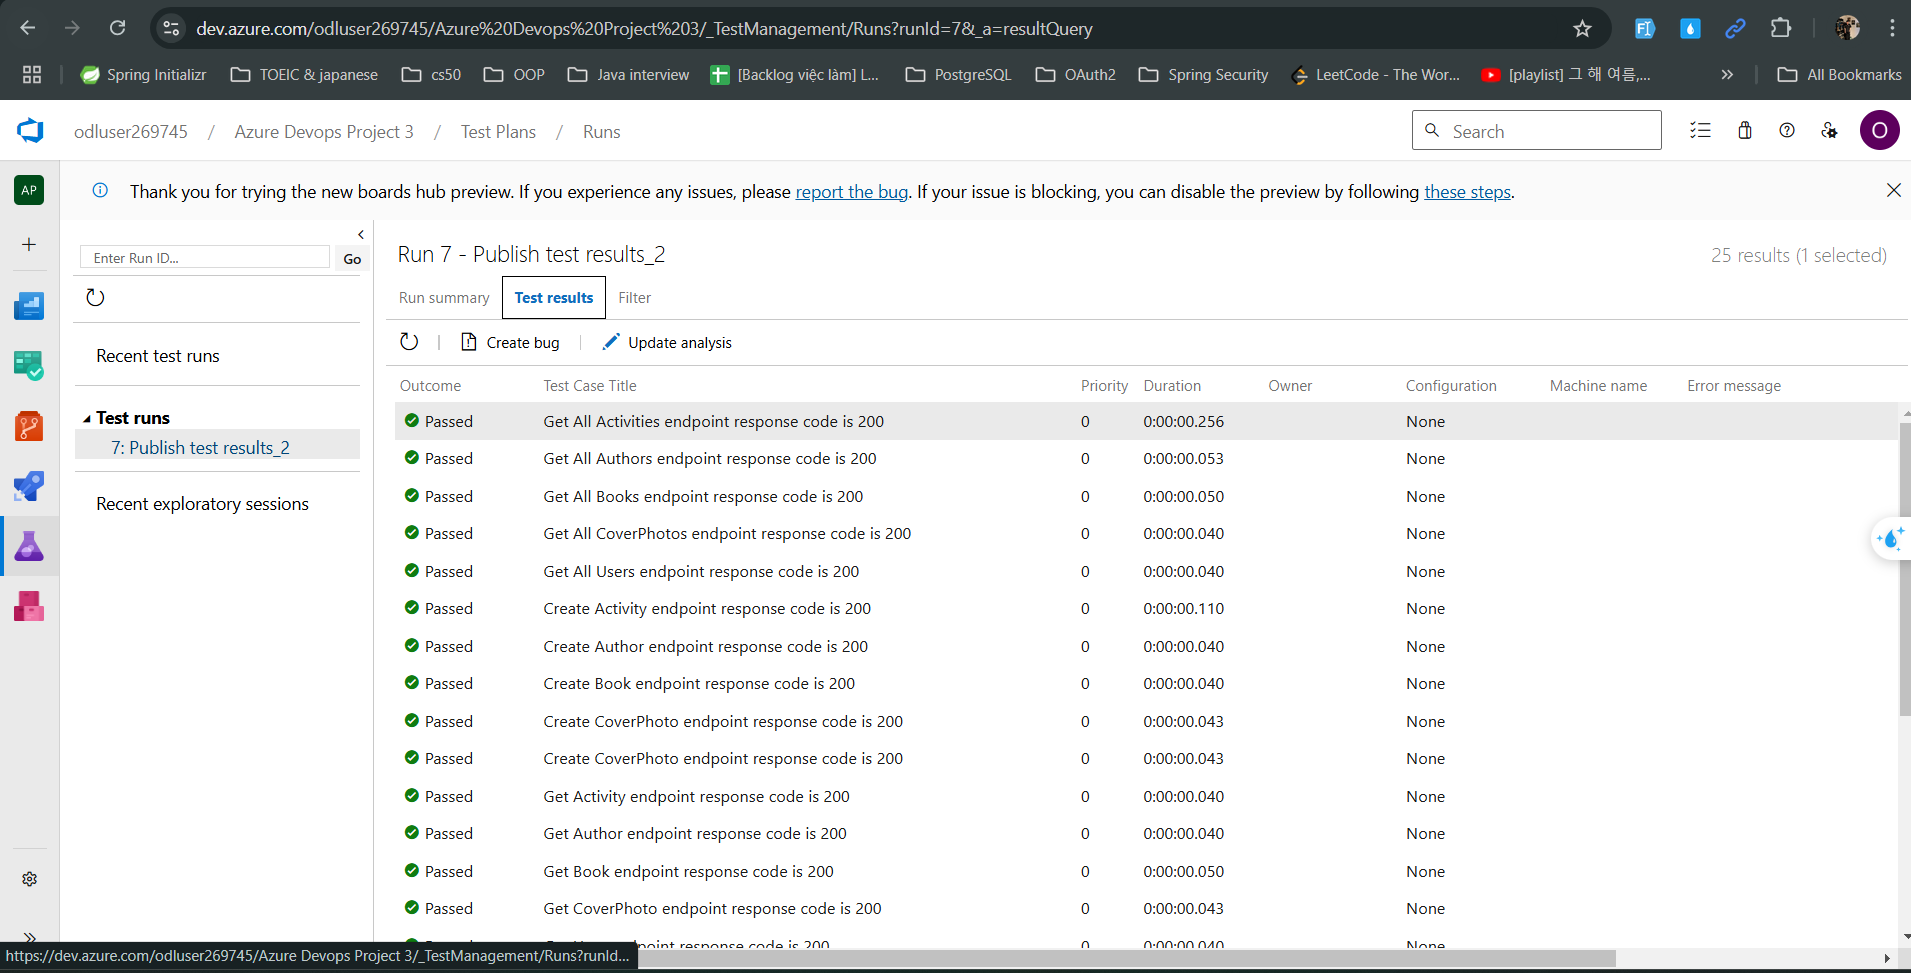 dev.azure.com/odluser269745/Azure%20Devops%20Project%203/_TestManagement/Runs?runId=7&_a=resultQuery
Spring Initializr TOEIC & japanese cs50 OOP Java interview [Backlog việc làm] L... PostgreSQL OAuth2 Spring Security LeetCode - The Wor... [playlist] 그 해 여름,... » All Bookmarks
odluser269745 / Azure Devops Project 3 / Test Plans / Runs Search O
AP Thank you for trying the new boards hub preview. If you experience any issues, please report the bug. If your issue is blocking, you can disable the preview by following these steps.
Enter Run ID... Go
Recent test runs
Test runs
7: Publish test results_2
Recent exploratory sessions
Run 7 - Publish test results_2 25 results (1 selected)
Run summary Test results Filter
Create bug Update analysis
Outcome Test Case Title Priority Duration Owner Configuration Machine name Error message
Passed Get All Activities endpoint response code is 200 0 0:00:00.256 None
Passed Get All Authors endpoint response code is 200 0 0:00:00.053 None
Passed Get All Books endpoint response code is 200 0 0:00:00.050 None
Passed Get All CoverPhotos endpoint response code is 200 0 0:00:00.040 None
Passed Get All Users endpoint response code is 200 0 0:00:00.040 None
Passed Create Activity endpoint response code is 200 0 0:00:00.110 None
Passed Create Author endpoint response code is 200 0 0:00:00.040 None
Passed Create Book endpoint response code is 200 0 0:00:00.040 None
Passed Create CoverPhoto endpoint response code is 200 0 0:00:00.043 None
Passed Create CoverPhoto endpoint response code is 200 0 0:00:00.043 None
Passed Get Activity endpoint response code is 200 0 0:00:00.040 None
Passed Get Author endpoint response code is 200 0 0:00:00.040 None
Passed Get Book endpoint response code is 200 0 0:00:00.050 None
Passed Get CoverPhoto endpoint response code is 200 0 0:00:00.043 None
response code is 200 0 0:00:00.040 None
https://dev.azure.com/odluser269745/Azure Devops Project 3/_TestManagement/Runs?runId...